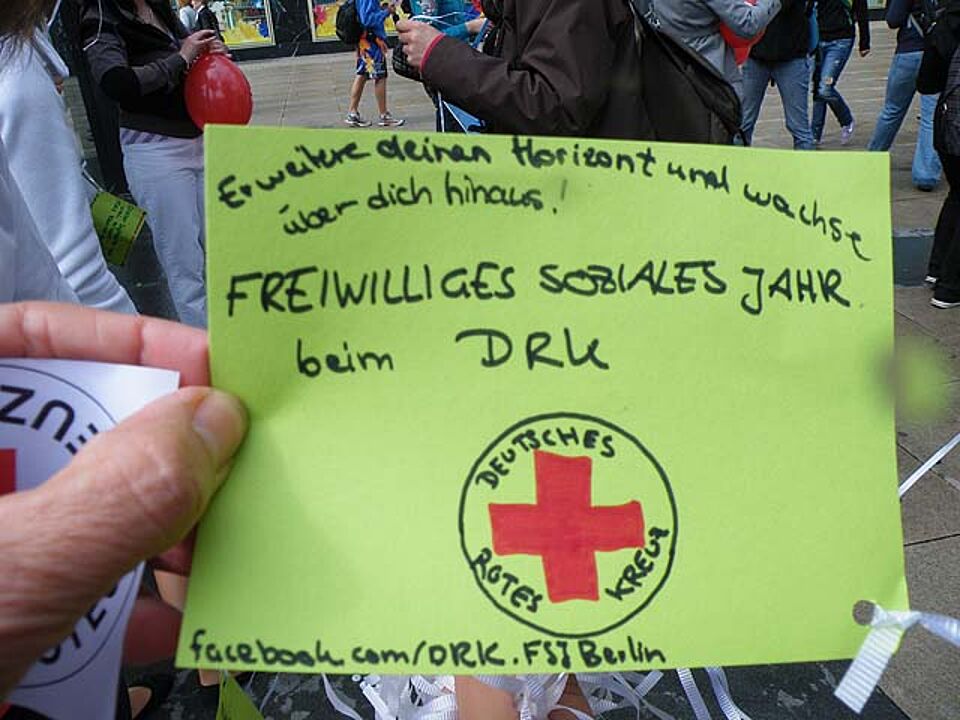 Erweitere deinen Horizont und wachse
über dich hinaus!
FREIWILLIGES SOZIALES JAHR
beim DRK
DEUTSCHES
ROTES KREUZ
facebook.com/DRK.FSJ Berlin